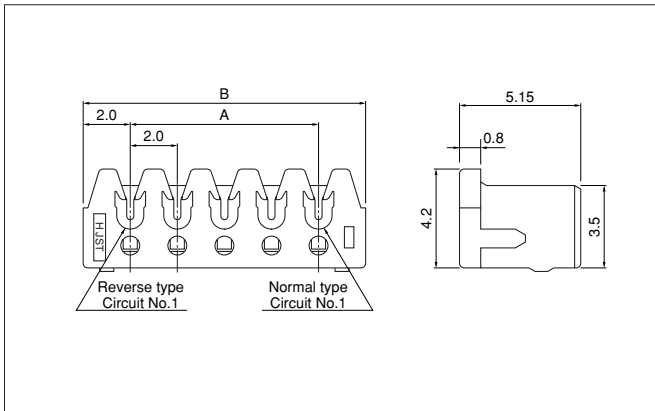 B
5.15
2.0
A
2.0
0.8
4.2
3.5
HJST
Reverse type
Circuit No.1
Normal type
Circuit No.1